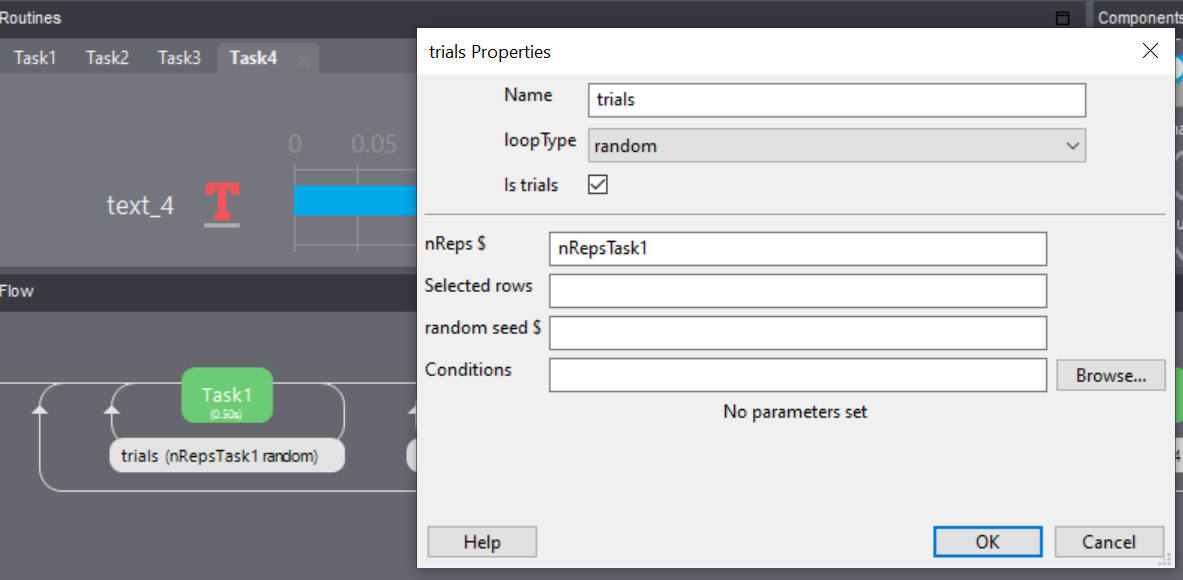 Routines
Components
Task1 Task2 Task3 Task4
0 0.05
text_4 T
Flow
Task1
(0.50s)
trials (nRepsTask1 random)
trials Properties
Name trials
loopType random
Is trials
nReps $ nRepsTask1
Selected rows
random seed $
Conditions
Browse...
No parameters set
Help OK Cancel
4